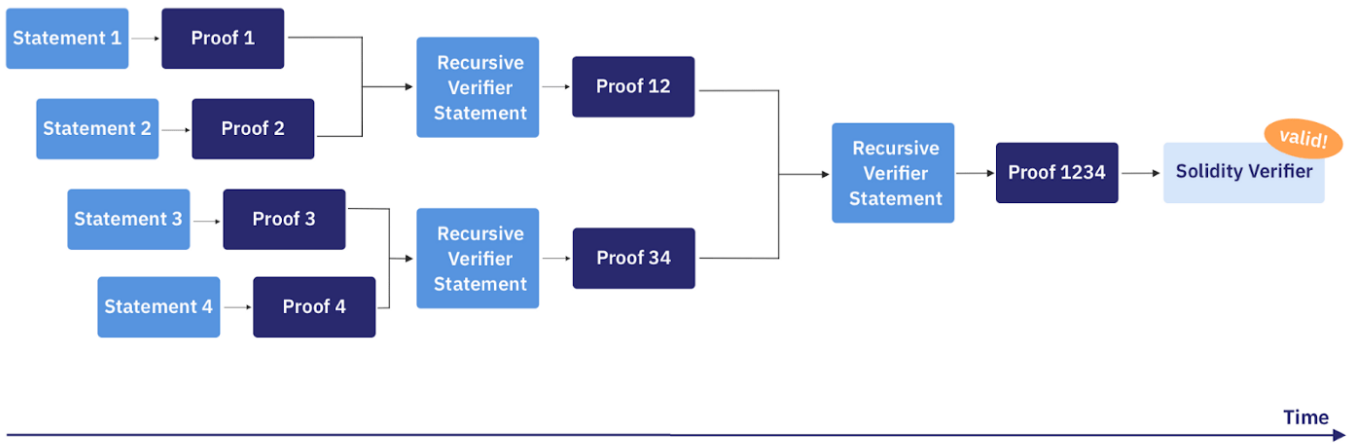 Statement 1
Proof 1
Statement 2
Proof 2
Statement 3
Proof 3
Statement 4
Proof 4
Recursive
Verifier
Statement
Proof 12
Recursive
Verifier
Statement
Proof 34
Recursive
Verifier
Statement
Proof 1234
valid!
Solidity Verifier
Time